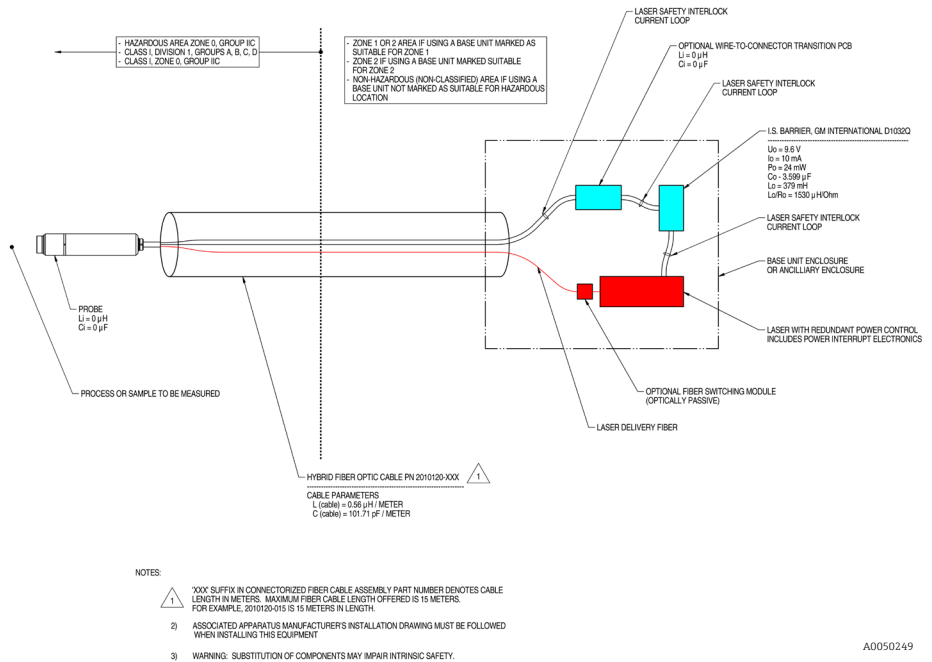 LASER SAFETY INTERLOCK
CURRENT LOOP
- HAZARDOUS AREA ZONE 0, GROUP IIC
- CLASS I, DIVISION 1, GROUPS A, B, C, D
- CLASS I, ZONE 0, GROUP IIC
- ZONE 1 OR 2 AREA IF USING A BASE UNIT MARKED AS
SUITABLE FOR ZONE 1
- ZONE 2 IF USING A BASE UNIT MARKED SUITABLE
FOR ZONE 2
- NON-HAZARDOUS (NON-CLASSIFIED) AREA IF USING A
BASE UNIT NOT MARKED AS SUITABLE FOR HAZARDOUS
LOCATION
OPTIONAL WIRE-TO-CONNECTOR TRANSITION PCB
Li = 0 μH
Ci = 0 μF
LASER SAFETY INTERLOCK
CURRENT LOOP
I.S. BARRIER, GM INTERNATIONAL D1032Q
Uo = 9.6 V
Io = 10 mA
Po = 24 mW
Co - 3.599 μF
Lo = 379 mH
Lo/Ro = 1530 μH/Ohm
LASER SAFETY INTERLOCK
CURRENT LOOP
BASE UNIT ENCLOSURE
OR ANCILLIARY ENCLOSURE
PROBE
Li = 0 μH
Ci = 0 μF
LASER WITH REDUNDANT POWER CONTROL
INCLUDES POWER INTERRUPT ELECTRONICS
PROCESS OR SAMPLE TO BE MEASURED
OPTIONAL FIBER SWITCHING MODULE
(OPTICALLY PASSIVE)
LASER DELIVERY FIBER
HYBRID FIBER OPTIC CABLE PN 2010120-XXX
1
CABLE PARAMETERS
L (cable) = 0.56 μH / METER
C (cable) = 101.71 pF / METER
NOTES:
1
'XXX' SUFFIX IN CONNECTORIZED FIBER CABLE ASSEMBLY PART NUMBER DENOTES CABLE
LENGTH IN METERS. MAXIMUM FIBER CABLE LENGTH OFFERED IS 15 METERS.
FOR EXAMPLE, 2010120-015 IS 15 METERS IN LENGTH.
2) ASSOCIATED APPARATUS MANUFACTURER'S INSTALLATION DRAWING MUST BE FOLLOWED
WHEN INSTALLING THIS EQUIPMENT
3) WARNING: SUBSTITUTION OF COMPONENTS MAY IMPAIR INTRINSIC SAFETY.
A0050249